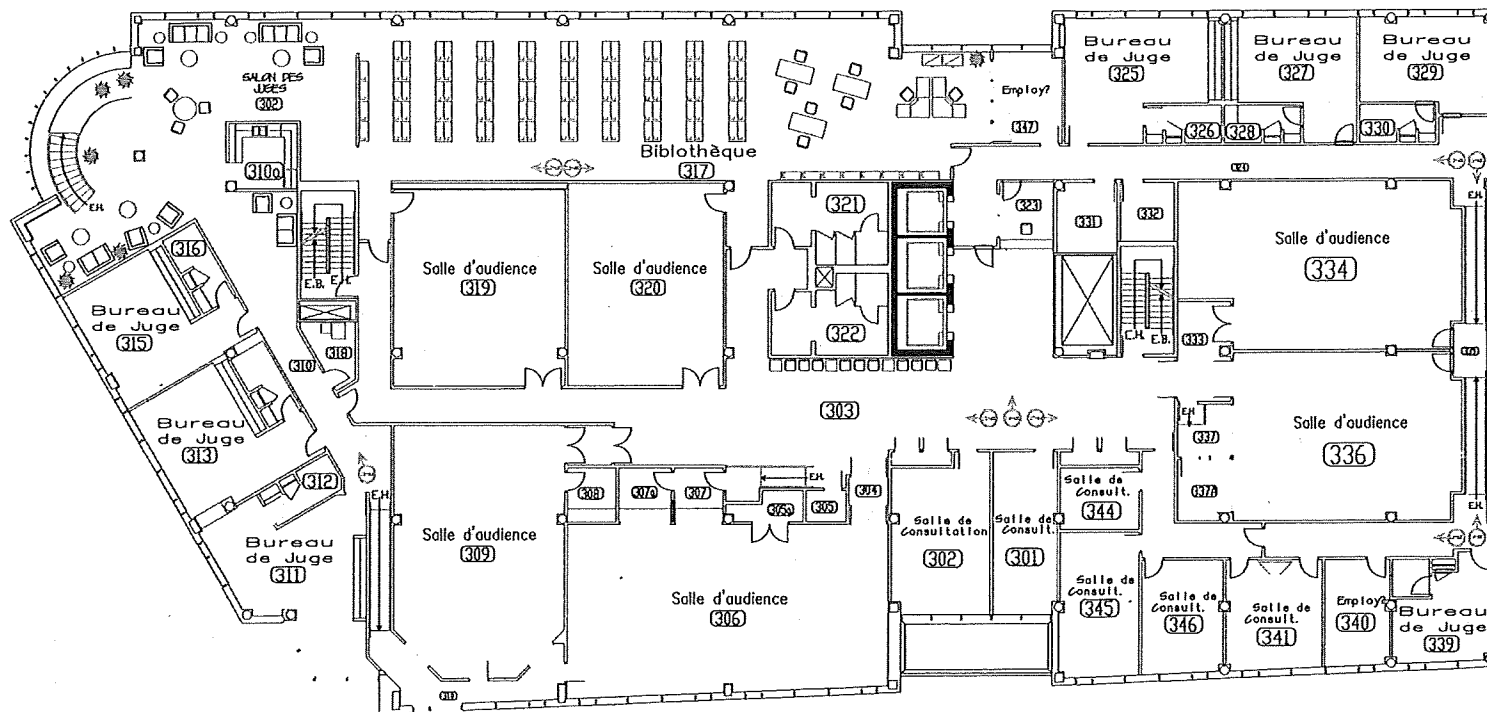 Bureau
de Juge
325
Bureau
de Juge
327
Bureau
de Juge
329
SALON DES
JUGES
302
Employ?
347
326
328
330
310a
Biblothèque
317
324
E.H.
316
321
323
331
332
Salle d'audience
319
Salle d'audience
320
Salle d'audience
334
E.H.
E.B.
E.H.
Bureau
de Juge
315
322
E.H.
E.B.
333
318
310
303
Bureau
de Juge
313
E.H.
337
Salle d'audience
336
312
E.H.
308
307a
307
E.H.
304
305a
305
Salle de
Consult.
344
337A
E.H.
Salle d'audience
309
Salle de
Consultation
302
Salle de
Consult.
301
Bureau
de Juge
311
Salle d'audience
306
Salle de
Consult.
345
Salle de
Consult.
346
Salle de
Consult.
341
Employ?
340
Bureau
de Juge
339